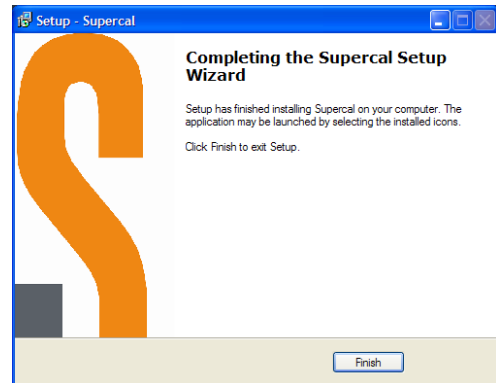 Setup - Supercal
Completing the Supercal Setup
Wizard
Setup has finished installing Supercal on your computer. The
application may be launched by selecting the installed icons.
Click Finish to exit Setup.
Finish